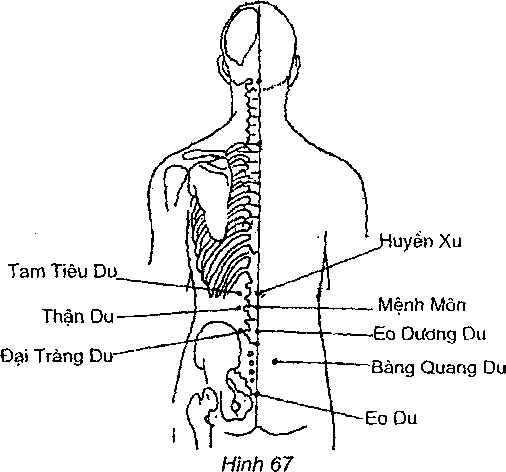 Huyền Xu
Tam Tiêu Du
Mệnh Môn
Thận Du
Eo Dương Du
Đại Tràng Du
Bàng Quang Du
Eo Du
Hình 67